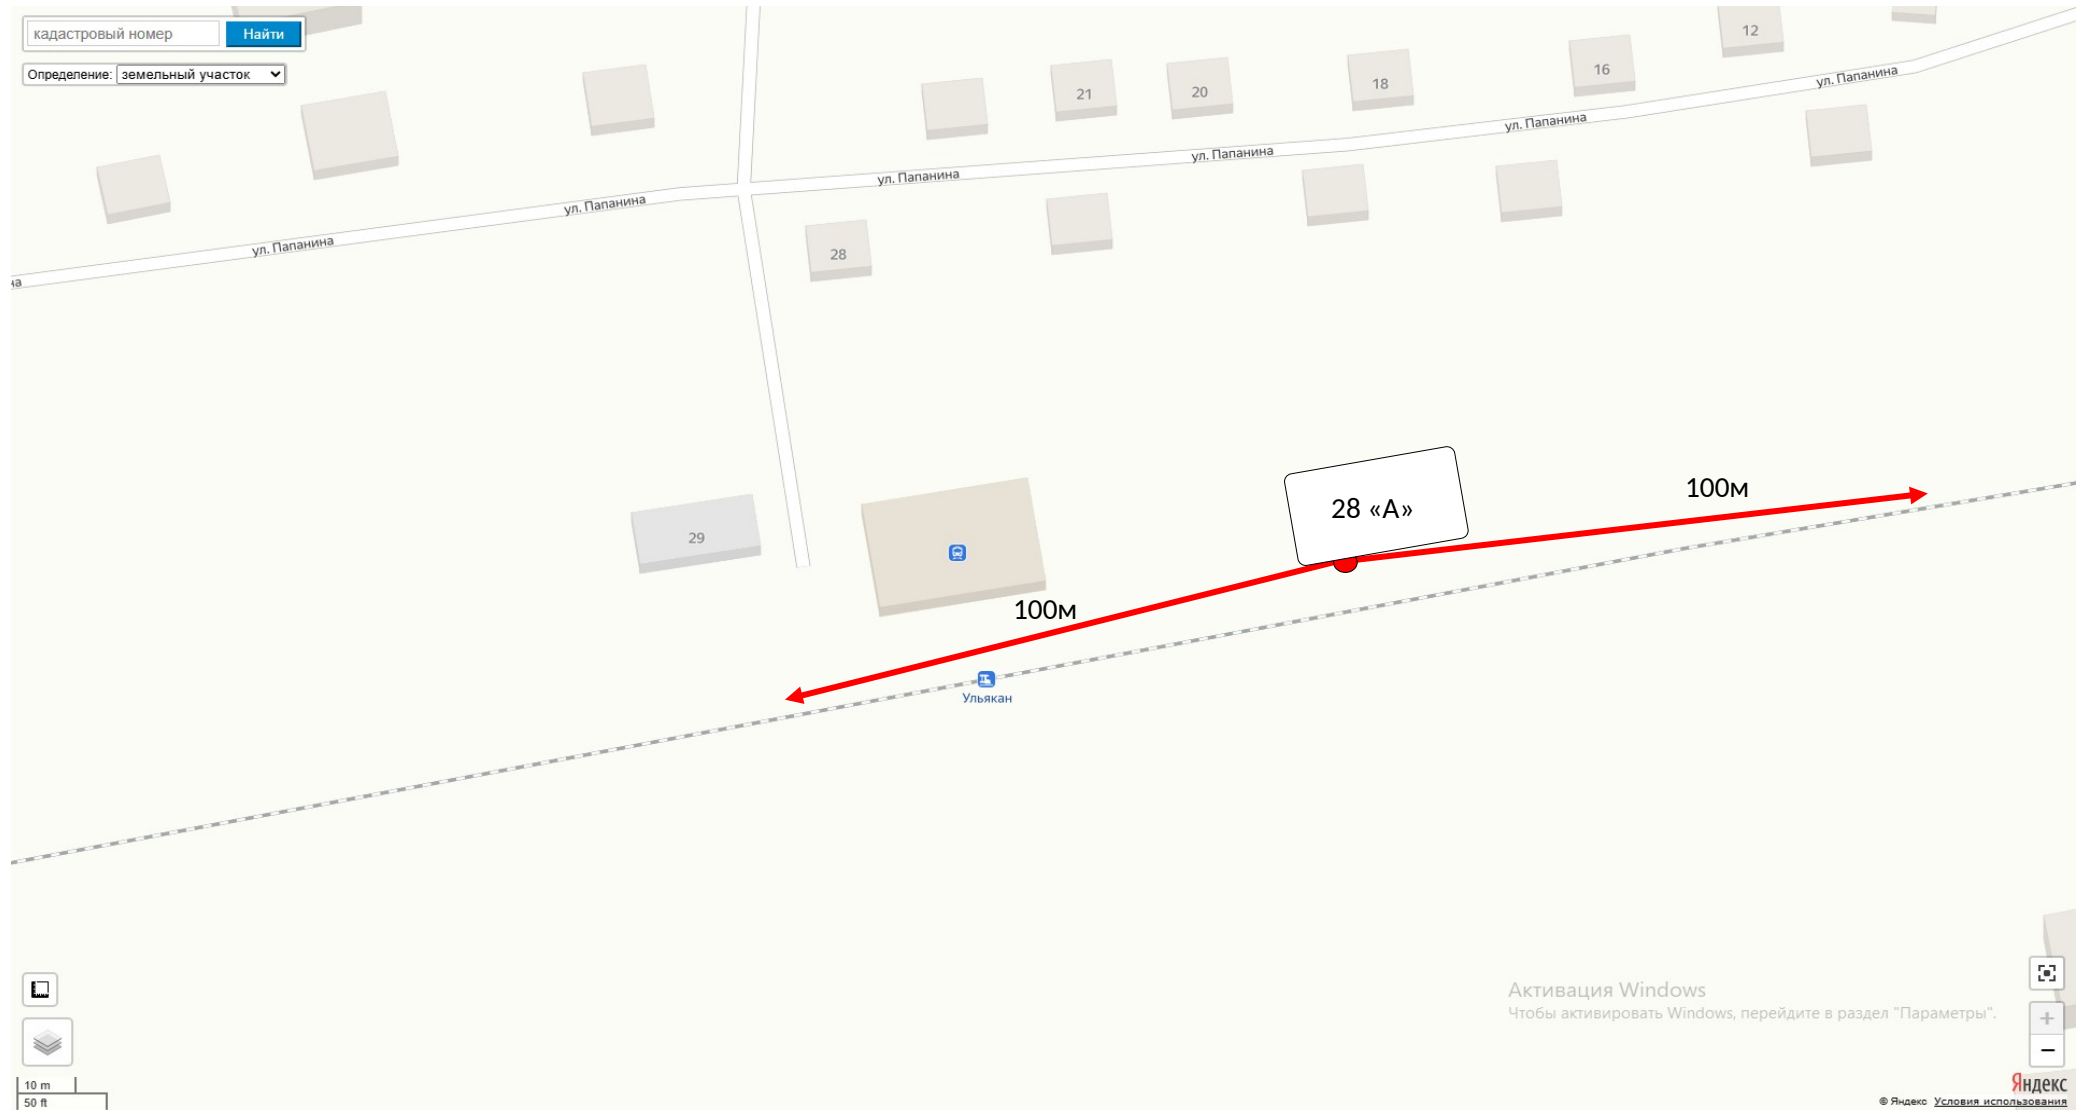 кадастровый номер
Найти
Определение: земельный участок
12
16
18
20
21
ул. Папанина
ул. Папанина
ул. Папанина
ул. Папанина
ул. Папанина
ул. Папанина
на
28
28 «А»
100м
29
100м
Ульякан
Активация Windows
Чтобы активировать Windows, перейдите в раздел "Параметры".
+
−
10 m
50 ft
Яндекс
© Яндекс Условия использования